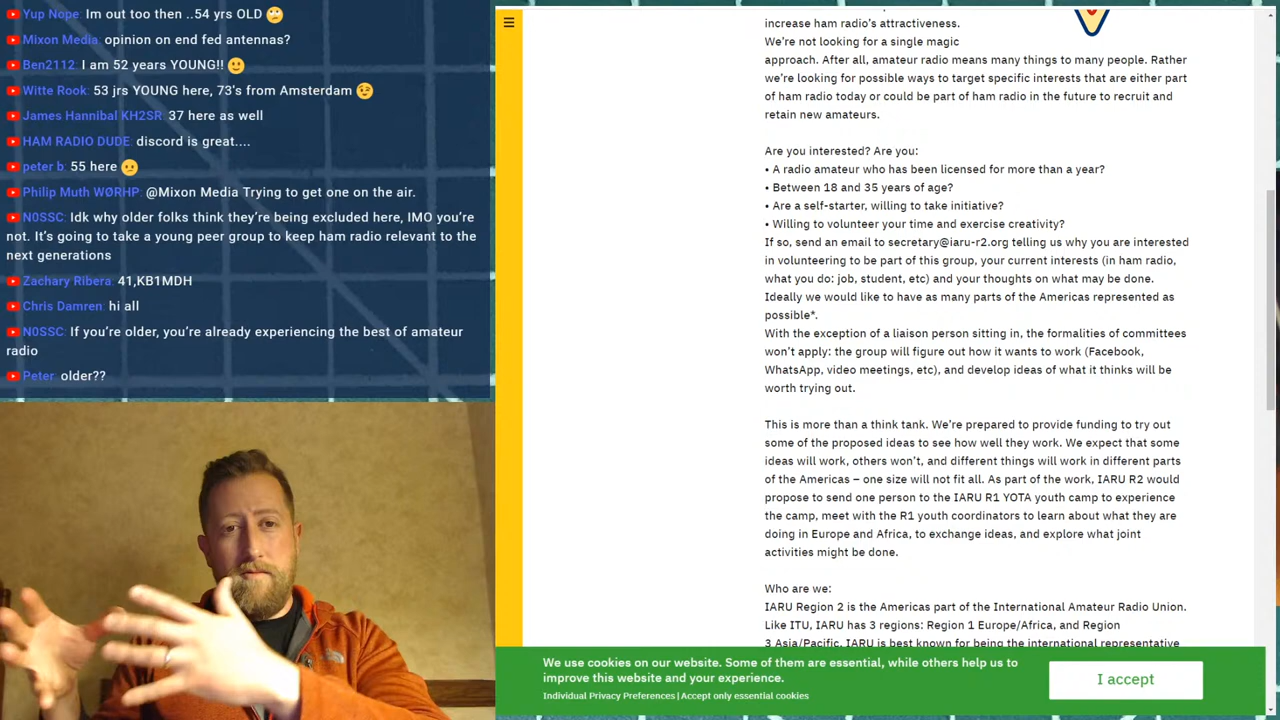 Yup Nope: Im out too then ..54 yrs OLD 🙄
Mixon Media: opinion on end fed antennas?
Ben2112: I am 52 years YOUNG!! 🙂
Witte Rook: 53 jrs YOUNG here, 73's from Amsterdam 😉
James Hannibal KH2SR: 37 here as well
HAM RADIO DUDE: discord is great....
peter b: 55 here 😕
Philip Muth WØRHP: @Mixon Media Trying to get one on the air.
N0SSC: Idk why older folks think they're being excluded here, IMO you're
not. It's going to take a young peer group to keep ham radio relevant to the
next generations
Zachary Ribera: 41,KB1MDH
Chris Damren: hi all
N0SSC: If you're older, you're already experiencing the best of amateur
radio
Peter: older??
increase ham radio's attractiveness.
We're not looking for a single magic
approach. After all, amateur radio means many things to many people. Rather
we're looking for possible ways to target specific interests that are either part
of ham radio today or could be part of ham radio in the future to recruit and
retain new amateurs.
Are you interested? Are you:
• A radio amateur who has been licensed for more than a year?
• Between 18 and 35 years of age?
• Are a self-starter, willing to take initiative?
• Willing to volunteer your time and exercise creativity?
If so, send an email to secretary@iaru-r2.org telling us why you are interested
in volunteering to be part of this group, your current interests (in ham radio,
what you do: job, student, etc) and your thoughts on what may be done.
Ideally we would like to have as many parts of the Americas represented as
possible*.
With the exception of a liaison person sitting in, the formalities of committees
won't apply: the group will figure out how it wants to work (Facebook,
WhatsApp, video meetings, etc), and develop ideas of what it thinks will be
worth trying out.
This is more than a think tank. We're prepared to provide funding to try out
some of the proposed ideas to see how well they work. We expect that some
ideas will work, others won't, and different things will work in different parts
of the Americas – one size will not fit all. As part of the work, IARU R2 would
propose to send one person to the IARU R1 YOTA youth camp to experience
the camp, meet with the R1 youth coordinators to learn about what they are
doing in Europe and Africa, to exchange ideas, and explore what joint
activities might be done.
Who are we:
IARU Region 2 is the Americas part of the International Amateur Radio Union.
Like ITU, IARU has 3 regions: Region 1 Europe/Africa, and Region
3 Asia/Pacific. IARU is best known for being the international representative
We use cookies on our website. Some of them are essential, while others help us to
improve this website and your experience.
Individual Privacy Preferences | Accept only essential cookies
I accept